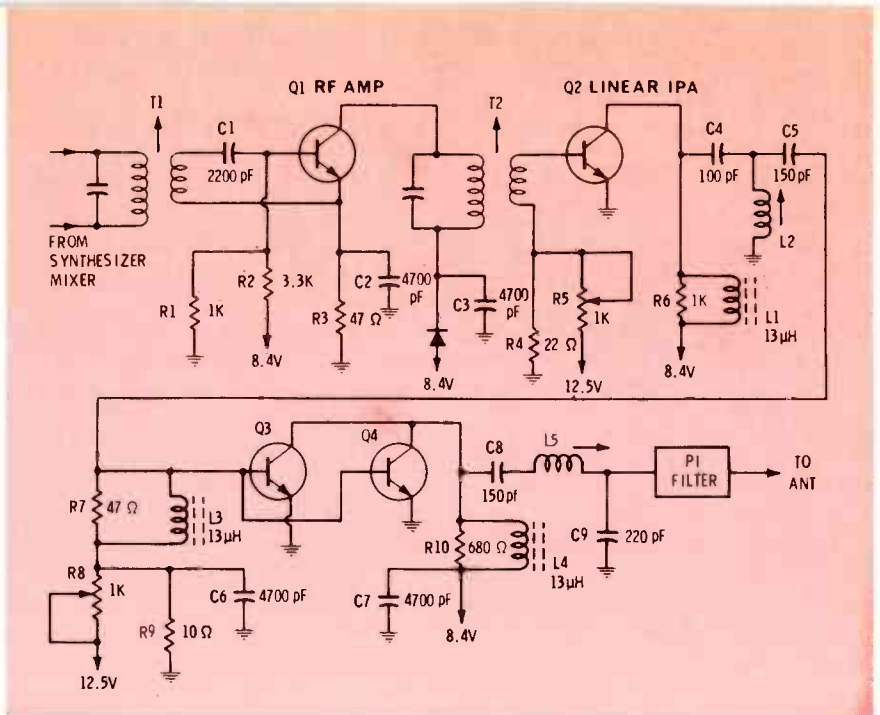 Q1 RF AMP
Q2 LINEAR IPA
T1
T2
C1
2200 pF
C4
100 pF
C5
150 pF
FROM
SYNTHESIZER
MIXER
L2
R1
1K
R2
3.3K
8.4V
R3
47 Ω
C2
4700
pF
C3
4700
pF
8.4V
R4
22 Ω
R5
1K
12.5V
R6
1K
L1
13μH
8.4V
Q3
Q4
C8
150pf
L5
PI
FILTER
TO
ANT
R7
47 Ω
L3
13μH
R8
1K
12.5V
R9
10 Ω
C6
4700 pF
C7
4700 pF
R10
680 Ω
L4
13μH
8.4V
C9
220 pF